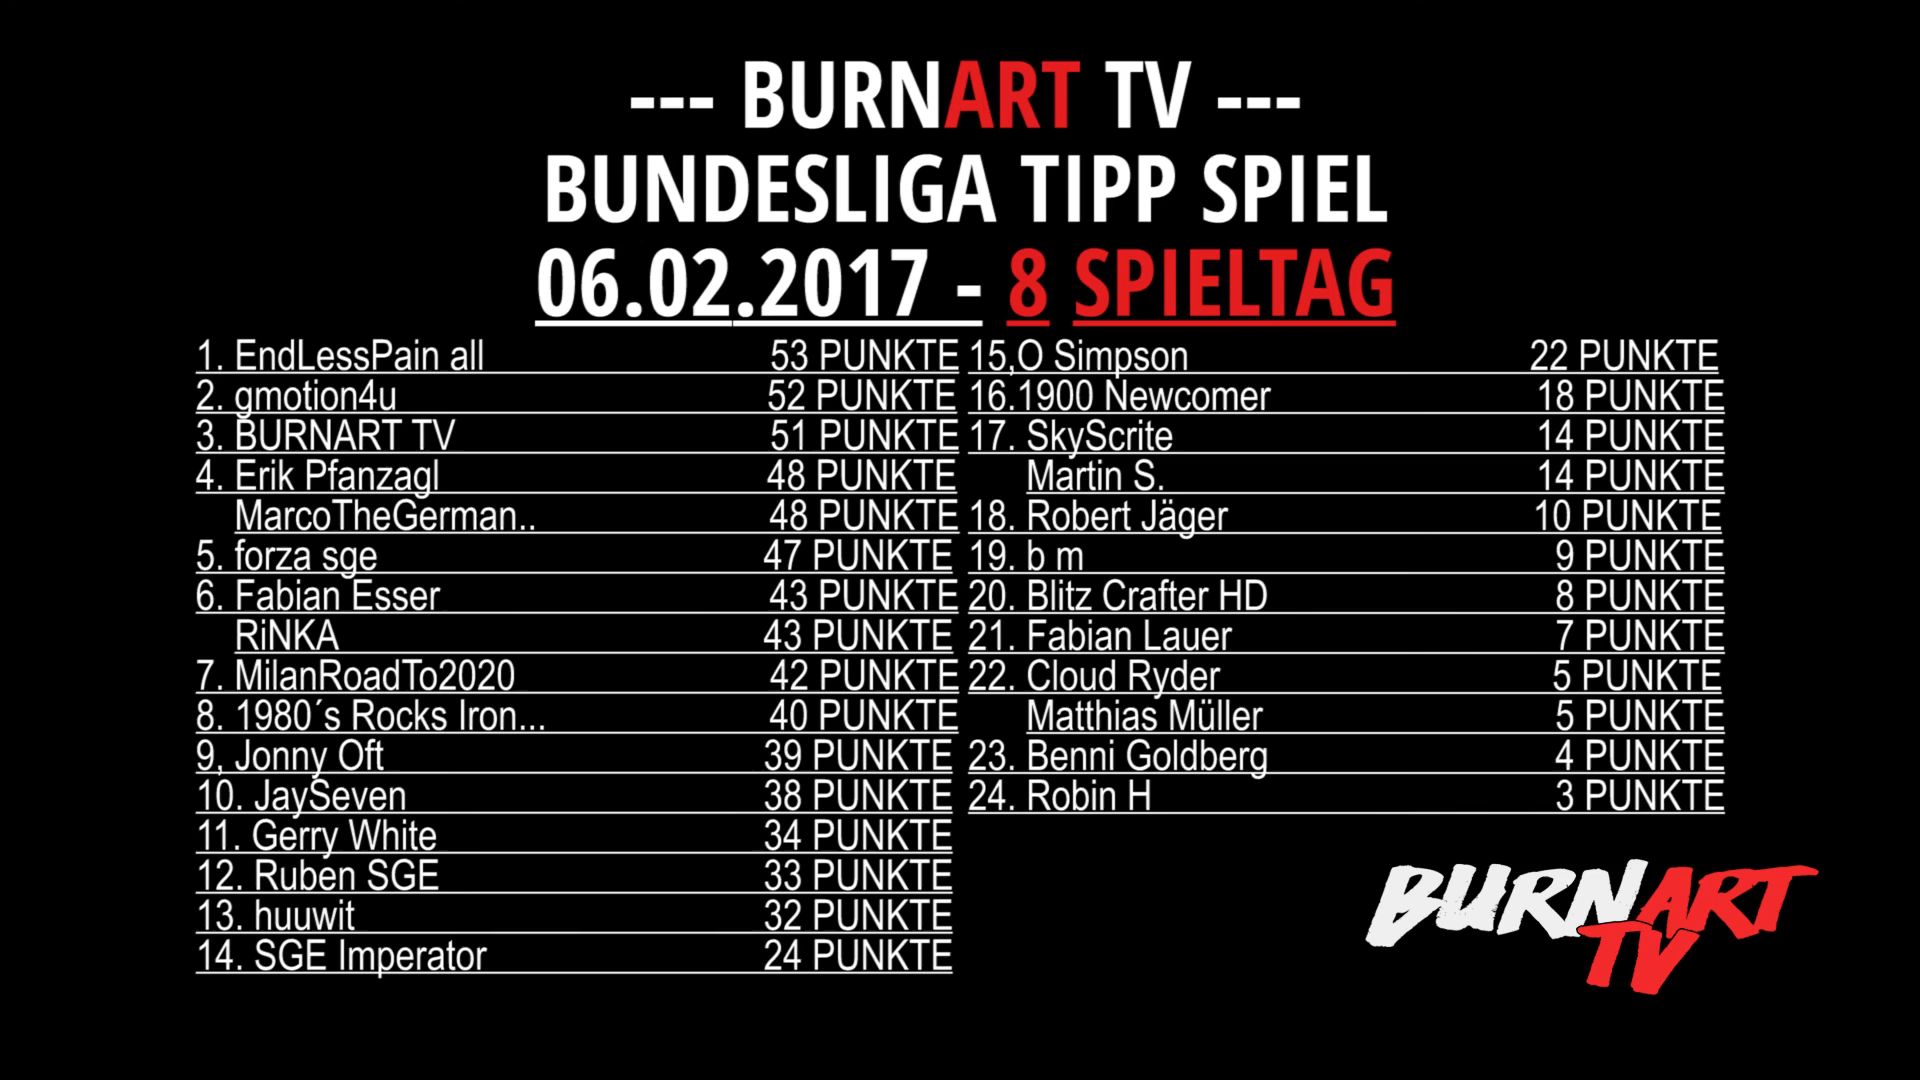 --- BURNART TV ---
BUNDESLIGA TIPP SPIEL
06.02.2017 - 8 SPIELTAG
1. EndLessPain all 53 PUNKTE
2. gmotion4u 52 PUNKTE
3. BURNART TV 51 PUNKTE
4. Erik Pfanzagl 48 PUNKTE
MarcoTheGerman.. 48 PUNKTE
5. forza sge 47 PUNKTE
6. Fabian Esser 43 PUNKTE
RiNKA 43 PUNKTE
7. MilanRoadTo2020 42 PUNKTE
8. 1980´s Rocks Iron... 40 PUNKTE
9, Jonny Oft 39 PUNKTE
10. JaySeven 38 PUNKTE
11. Gerry White 34 PUNKTE
12. Ruben SGE 33 PUNKTE
13. huuwit 32 PUNKTE
14. SGE Imperator 24 PUNKTE
15,O Simpson 22 PUNKTE
16.1900 Newcomer 18 PUNKTE
17. SkyScrite 14 PUNKTE
Martin S. 14 PUNKTE
18. Robert Jäger 10 PUNKTE
19. b m 9 PUNKTE
20. Blitz Crafter HD 8 PUNKTE
21. Fabian Lauer 7 PUNKTE
22. Cloud Ryder 5 PUNKTE
Matthias Müller 5 PUNKTE
23. Benni Goldberg 4 PUNKTE
24. Robin H 3 PUNKTE
BURNART
TV